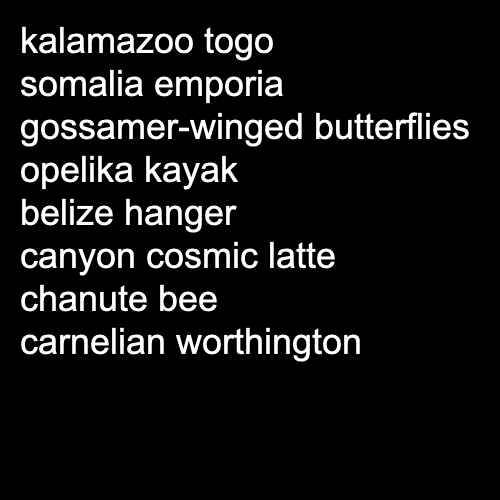 kalamazoo togo
somalia emporia
gossamer-winged butterflies
opelika kayak
belize hanger
canyon cosmic latte
chanute bee
carnelian worthington